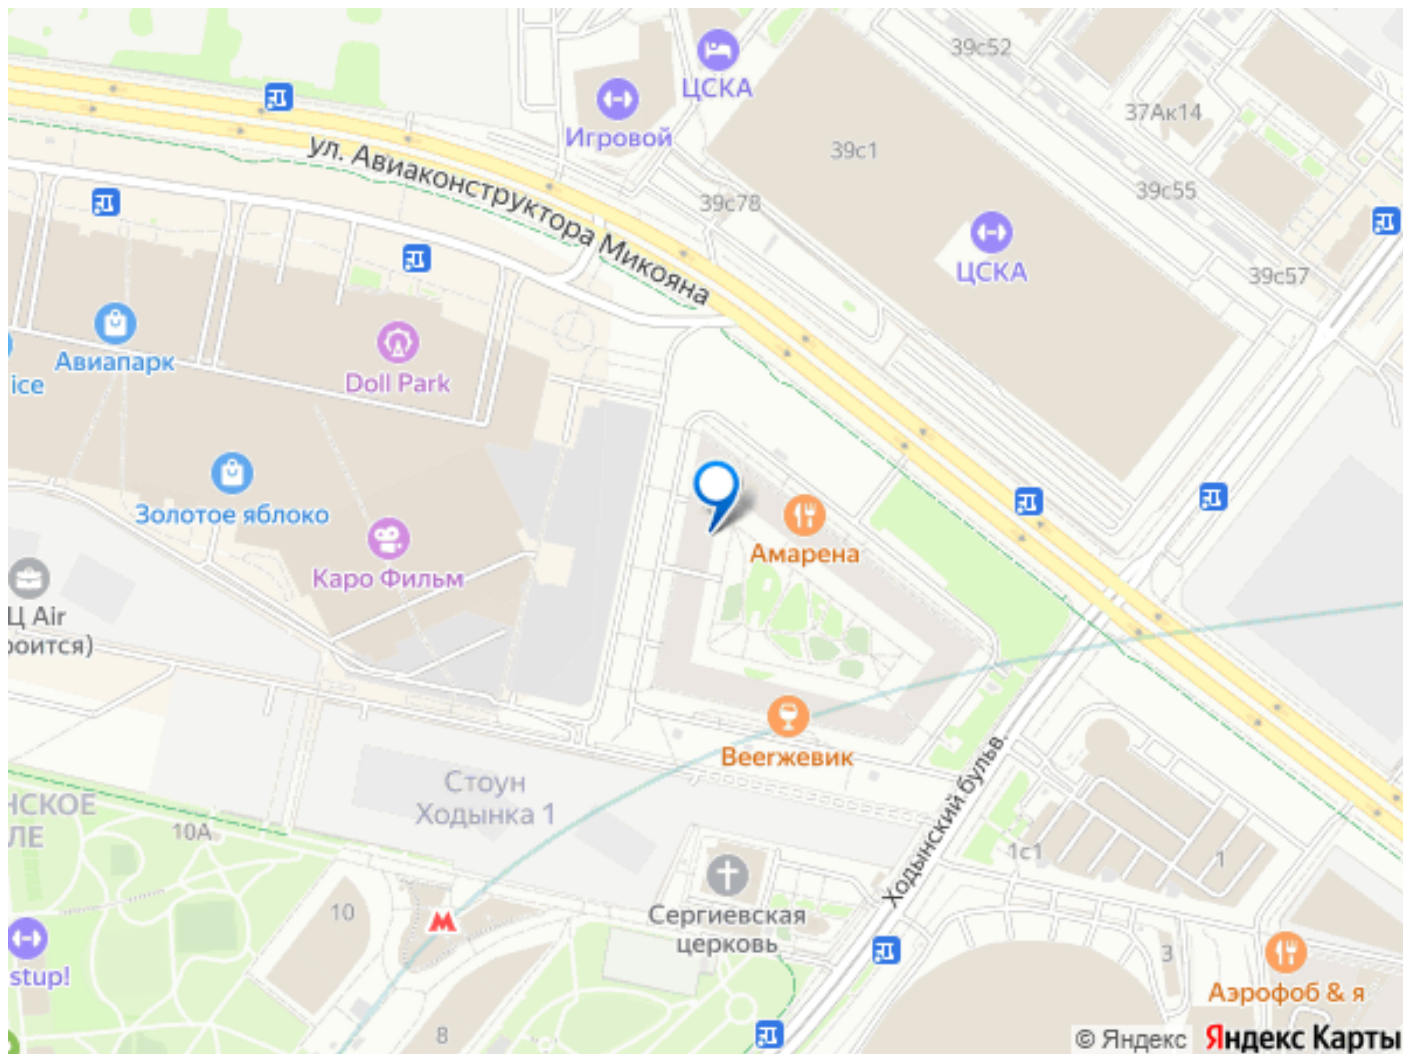 39с52
ЦСКА
37Ак14
Игровой
39с1
ул. Авиаконструктора Микояна
39с55
39с78
ЦСКА
39с57
Авиапарк
ice
Doll Park
Золотое яблоко
Амарена
Каро Фильм
Ц Air
роится)
Веегжевик
Стоун
Ходынка 1
Ходынский бульв.
НСКОЕ
ЛЕ
10А
1с1
1
10
Сергиевская
церковь
stup!
3
Аэрофоб & я
8
© Яндекс Яндекс Карты